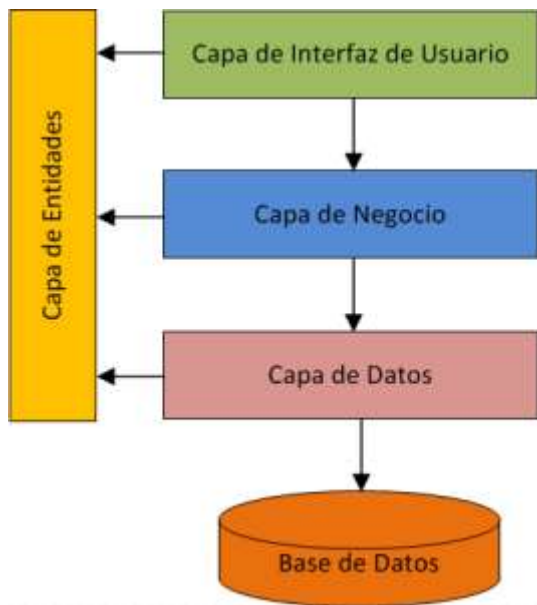 Capa de Interfaz de Usuario
Capa de Entidades
Capa de Negocio
Capa de Datos
Base de Datos